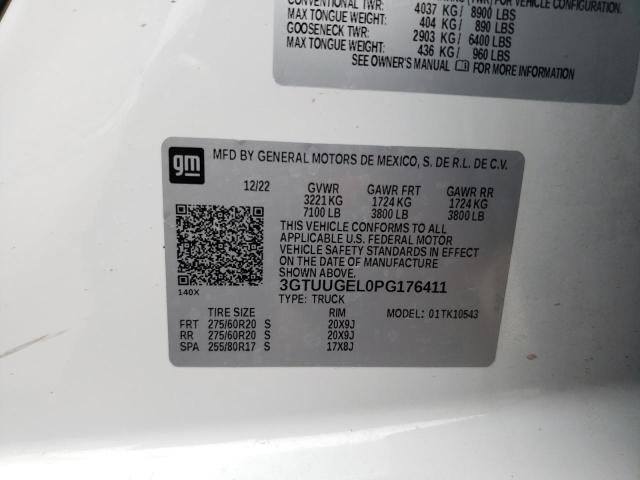 (TWR) FOR VEHICLE CONFIGURATION.
CONVENTIONAL TWR: 4037 KG/ 8900 LBS
MAX TONGUE WEIGHT: 404 KG/ 890 LBS
GOOSENECK TWR: 2903 KG/ 6400 LBS
MAX TONGUE WEIGHT: 436 KG/ 960 LBS
SEE OWNER'S MANUAL FOR MORE INFORMATION
gm MFD BY GENERAL MOTORS DE MEXICO, S. DE R.L. DE C.V.
12/22 GVWR GAWR FRT GAWR RR
3221 KG 1724 KG 1724 KG
7100 LB 3800 LB 3800 LB
THIS VEHICLE CONFORMS TO ALL
APPLICABLE U.S. FEDERAL MOTOR
VEHICLE SAFETY STANDARDS IN EFFECT
ON THE DATE OF MANUFACTURE
SHOWN ABOVE.
140X 3GTUUGEL0PG176411
TYPE: TRUCK
TIRE SIZE RIM MODEL: 01TK10543
FRT 275/60R20 S 20X9J
RR 275/60R20 S 20X9J
SPA 255/80R17 S 17X8J